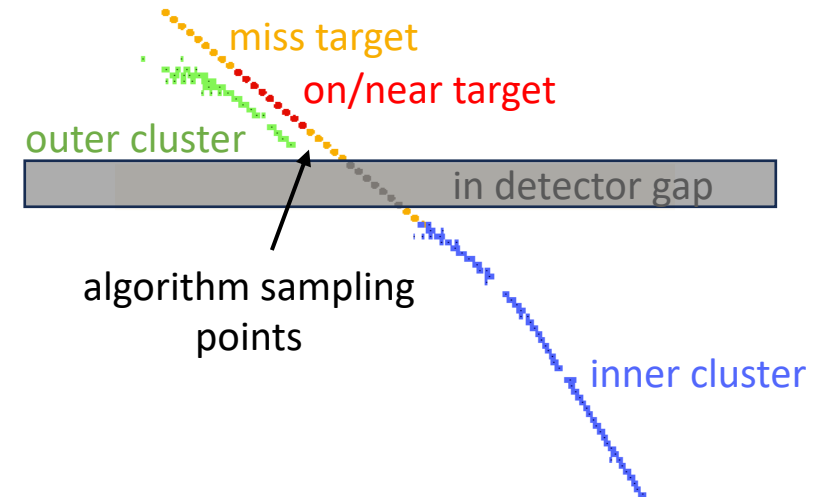 miss target
on/near target
outer cluster
in detector gap
algorithm sampling
points
inner cluster